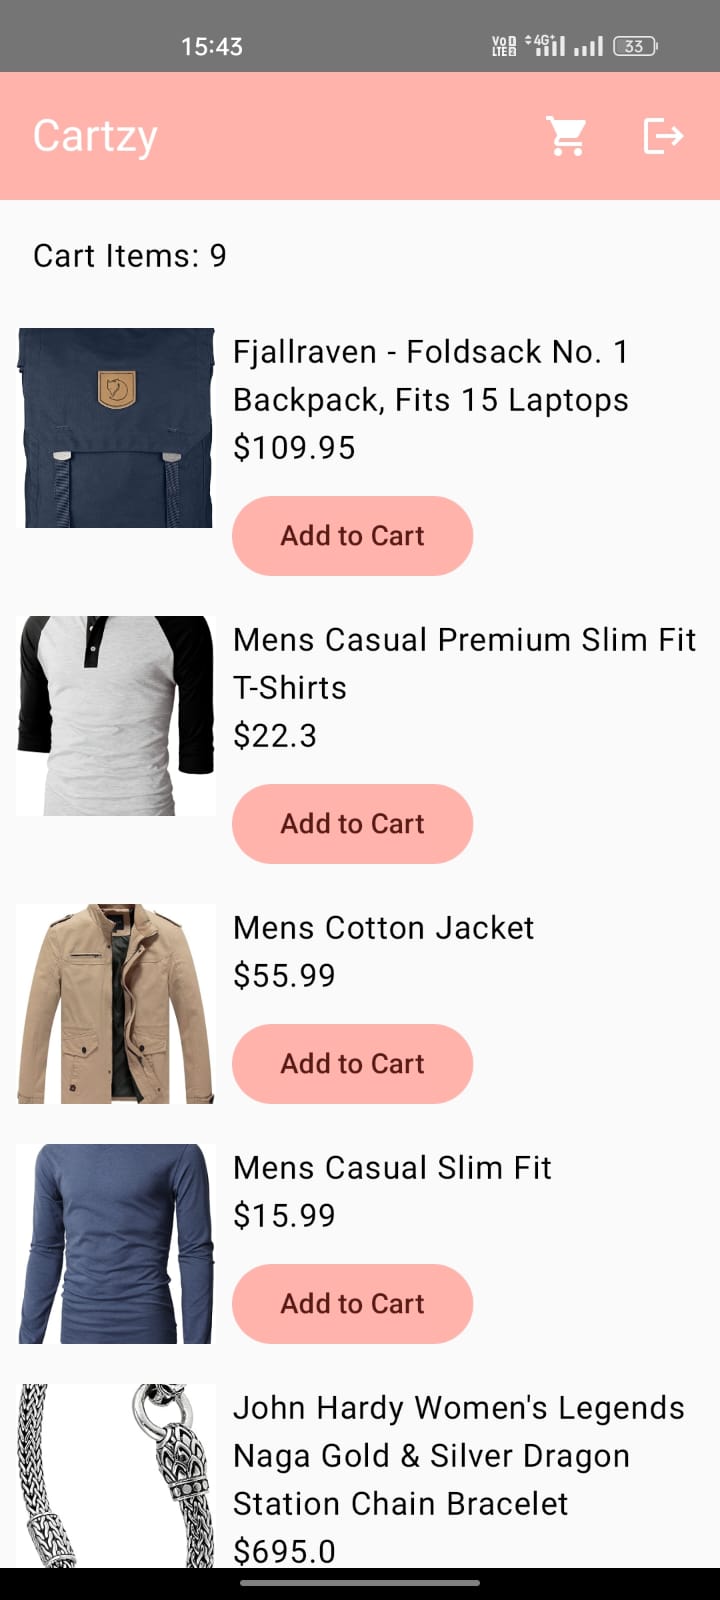 15:43
Vo LTE 4G+ 33
Cartzy
Cart Items: 9
Fjallraven - Foldsack No. 1
Backpack, Fits 15 Laptops
$109.95
Add to Cart
Mens Casual Premium Slim Fit
T-Shirts
$22.3
Add to Cart
Mens Cotton Jacket
$55.99
Add to Cart
Mens Casual Slim Fit
$15.99
Add to Cart
John Hardy Women's Legends
Naga Gold & Silver Dragon
Station Chain Bracelet
$695.0